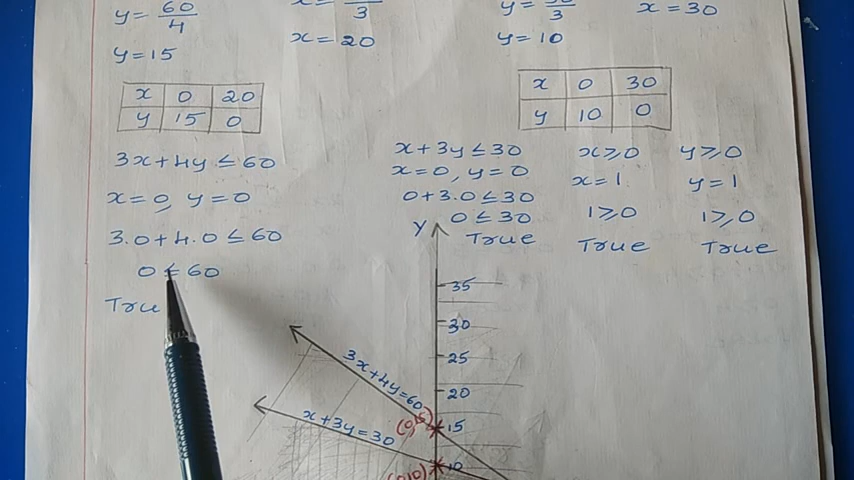 y = 60/4
x = /3
y = /3
x = 30
y = 15
x = 20
y = 10
x 0 20
y 15 0
x 0 30
y 10 0
3x + 4y ≤ 60
x = 0, y = 0
3.0 + 4.0 ≤ 60
0 ≤ 60
Tru
x + 3y ≤ 30
x = 0, y = 0
0 + 3.0 ≤ 30
0 ≤ 30
True
x ≥ 0
x = 1
1 ≥ 0
True
y ≥ 0
y = 1
1 ≥ 0
True
Y
35
30
25
20
15
10
3x + 4y = 60
(0,15)
x + 3y = 30
(0,10)